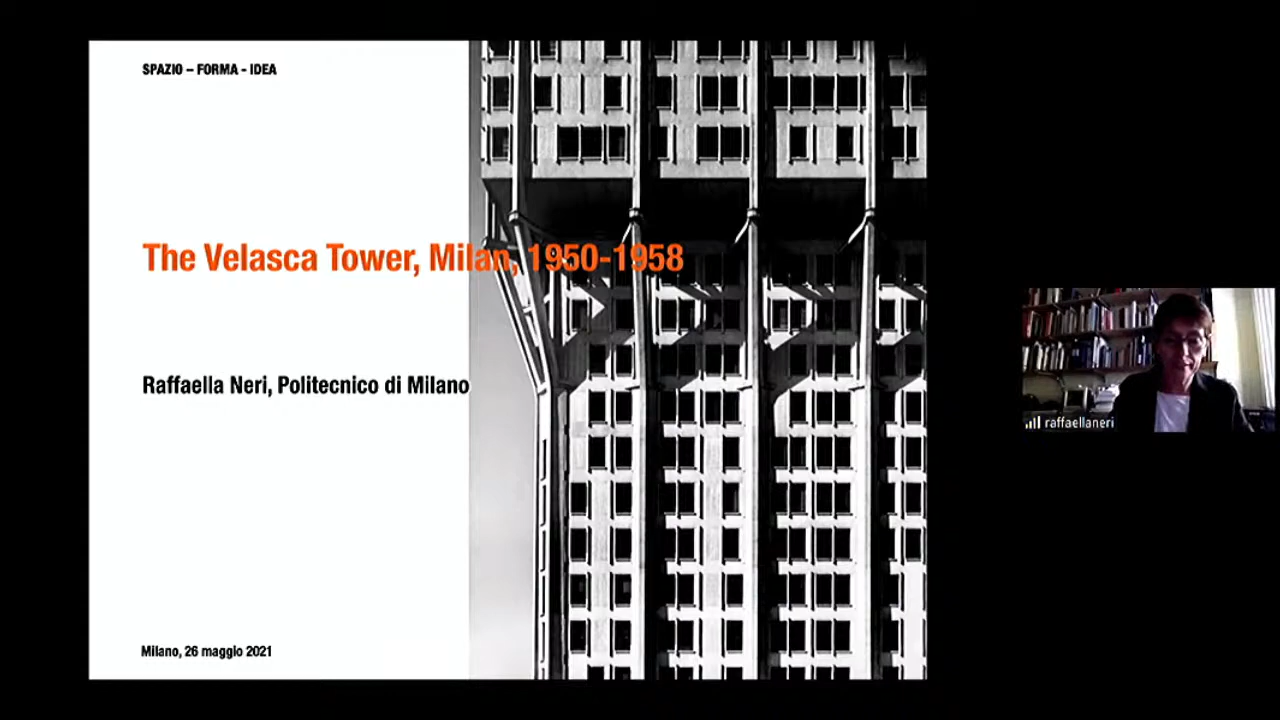 SPAZIO – FORMA - IDEA
The Velasca Tower, Milan, 1950-1958
Raffaella Neri, Politecnico di Milano
raffaellaneri
Milano, 26 maggio 2021